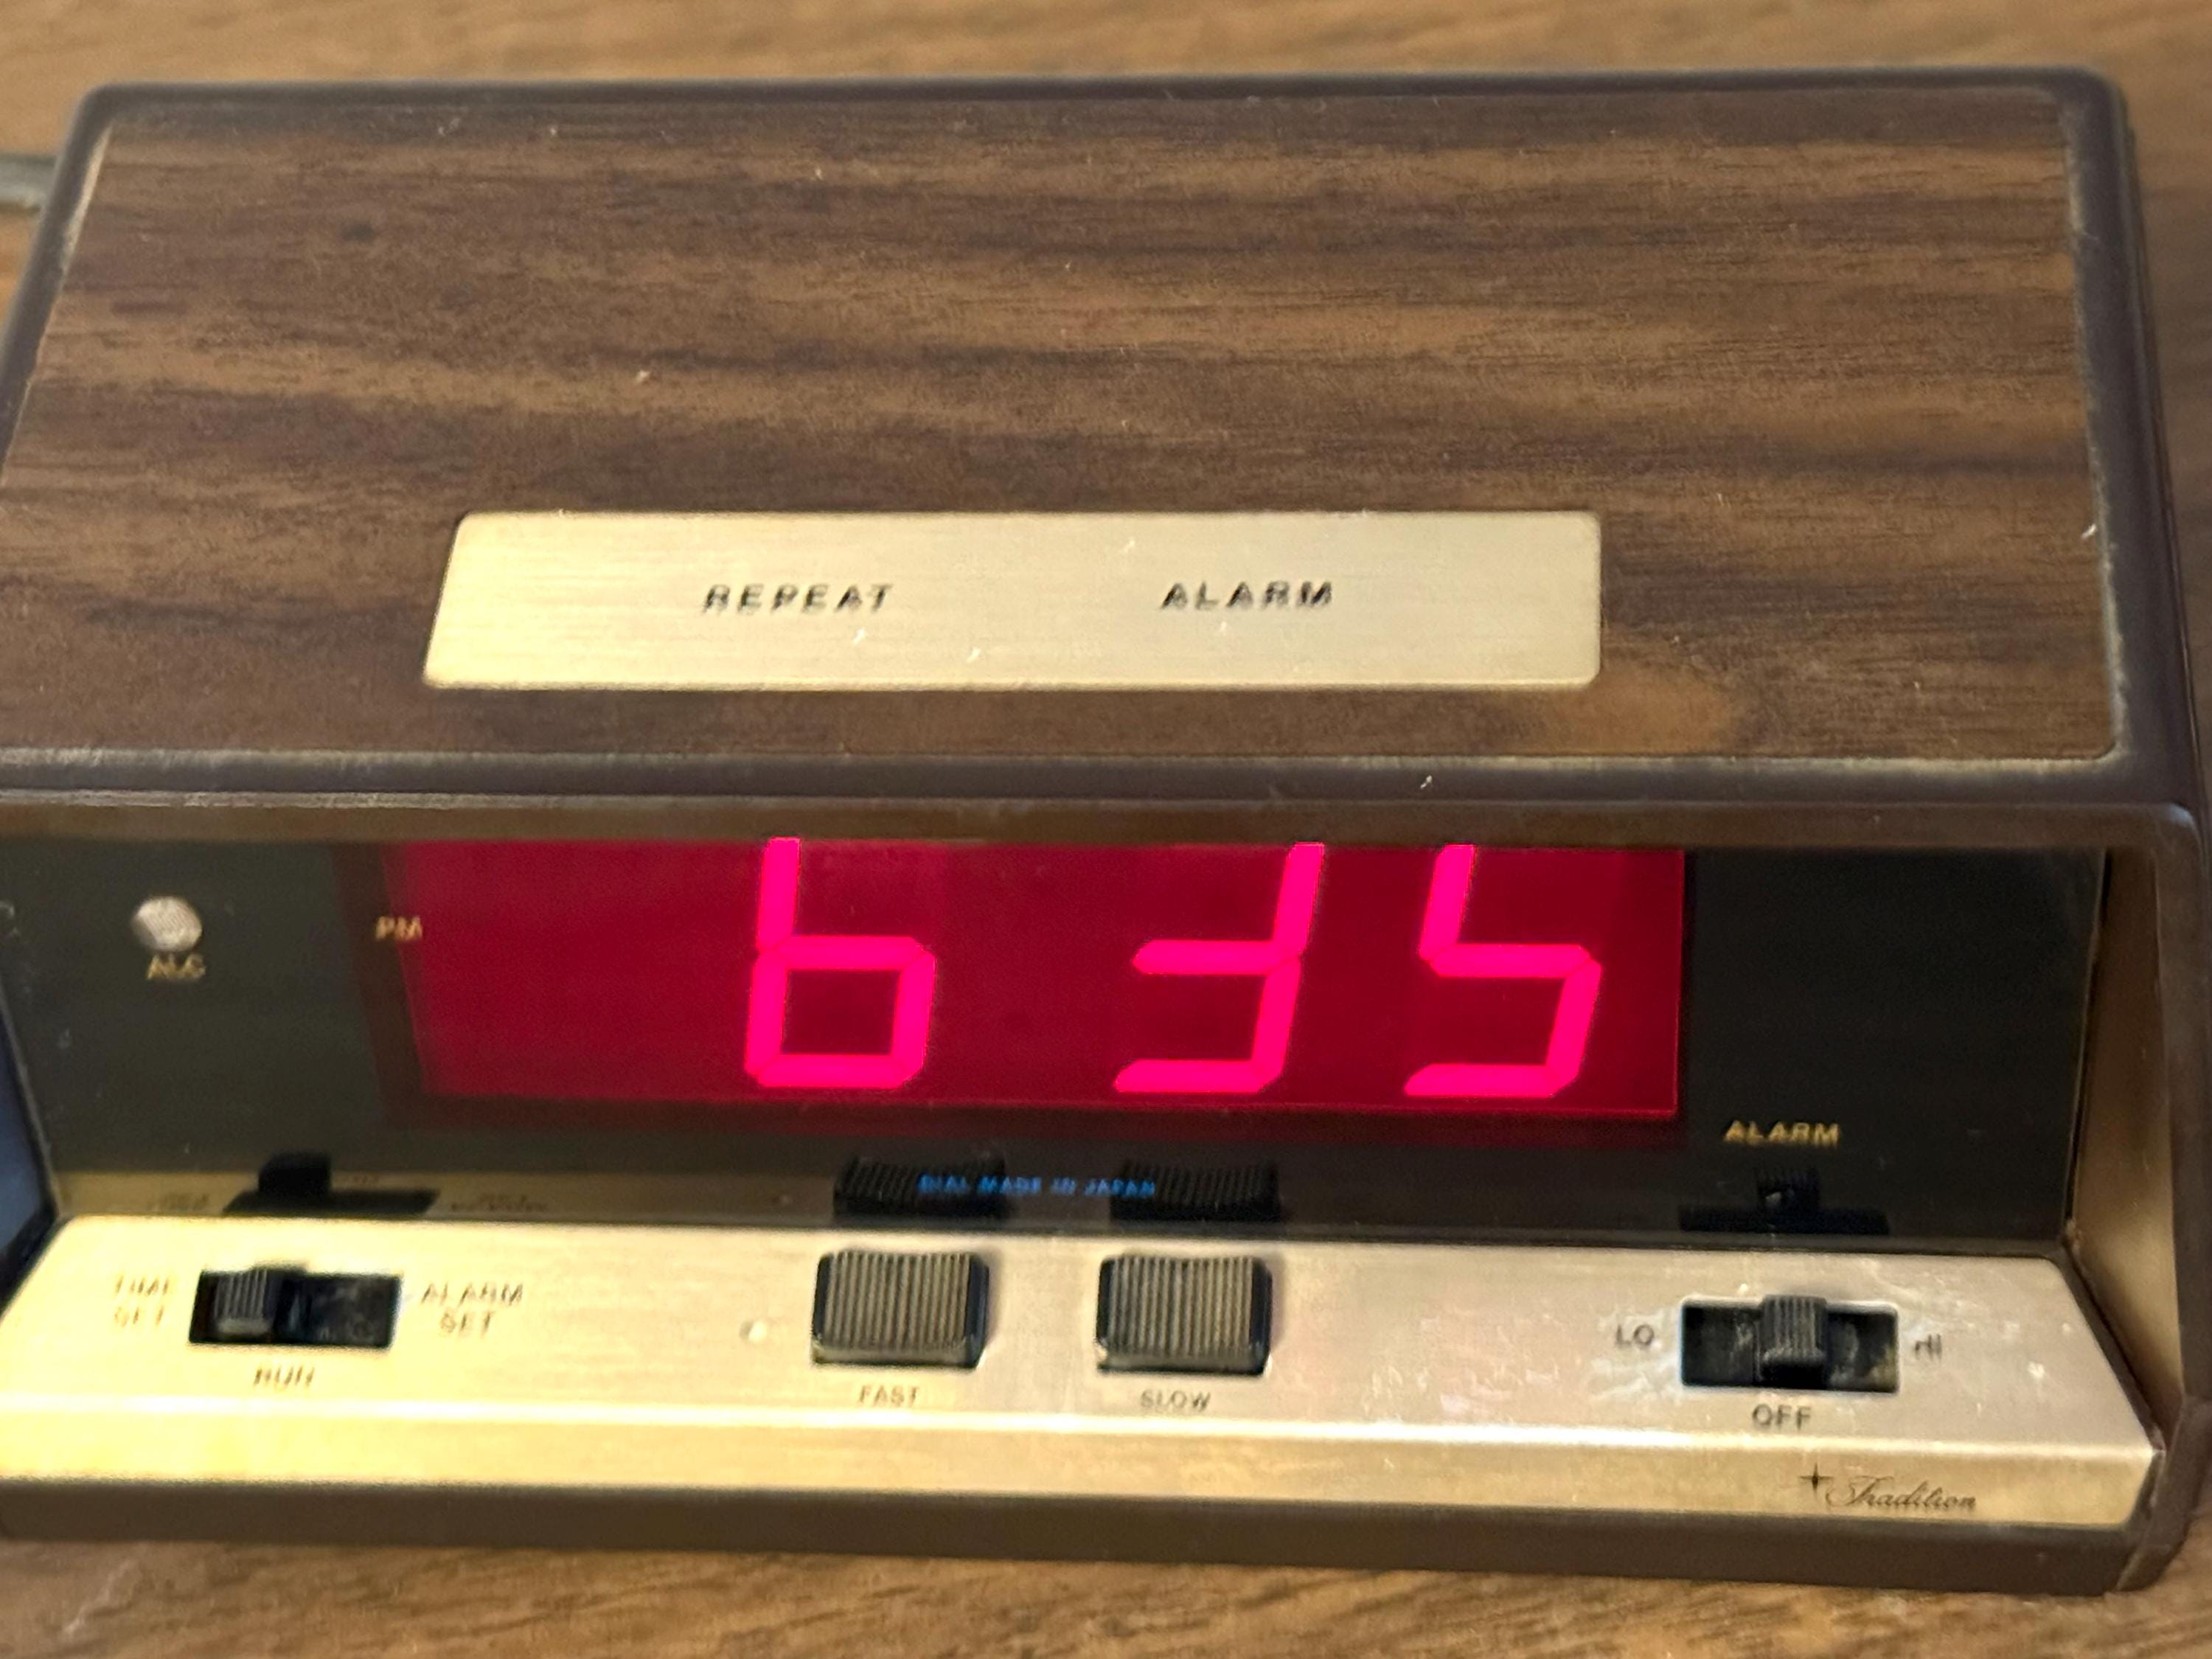 REPEAT ALARM
PM
6 35
ALC
ALARM
DIAL MADE IN JAPAN
TIME SET
ALARM SET
RUN
FAST
SLOW
LO
HI
OFF
Tradition